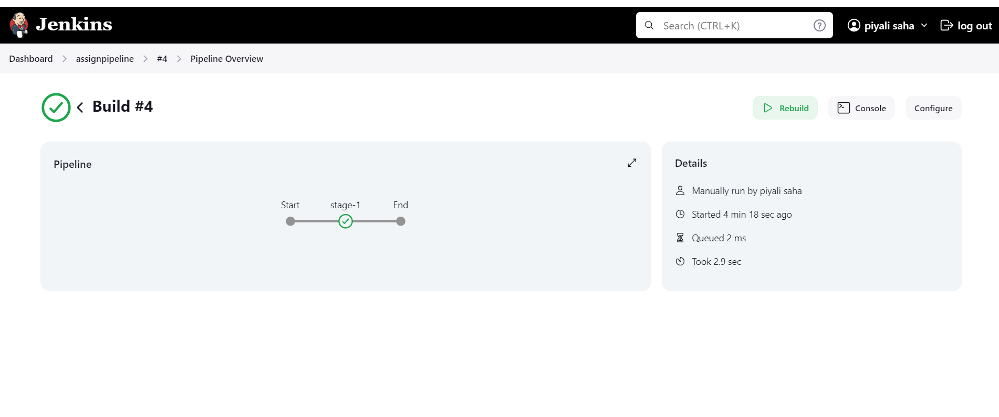 Jenkins
Search (CTRL+K)
piyali saha
log out
Dashboard
assignpipeline
#4
Pipeline Overview
Build #4
Rebuild
Console
Configure
Pipeline
Start
stage-1
End
Details
Manually run by piyali saha
Started 4 min 18 sec ago
Queued 2 ms
Took 2.9 sec